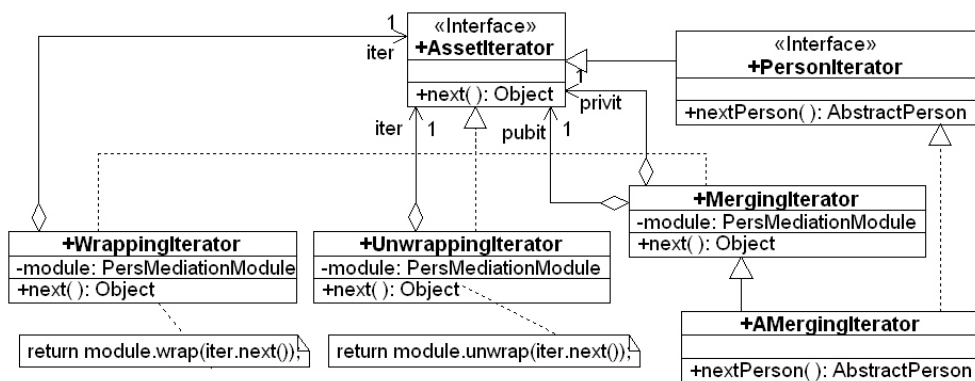 «Interface»
+AssetIterator
+next( ): Object
1
iter
«Interface»
+PersonIterator
+nextPerson( ): AbstractPerson
1
privit
iter
1
pubit
1
+MergingIterator
-module: PersMediationModule
+next( ): Object
+WrappingIterator
-module: PersMediationModule
+next( ): Object
+UnwrappingIterator
-module: PersMediationModule
+next( ): Object
return module.wrap(iter.next());
return module.unwrap(iter.next());
+AMergingIterator
+nextPerson( ): AbstractPerson